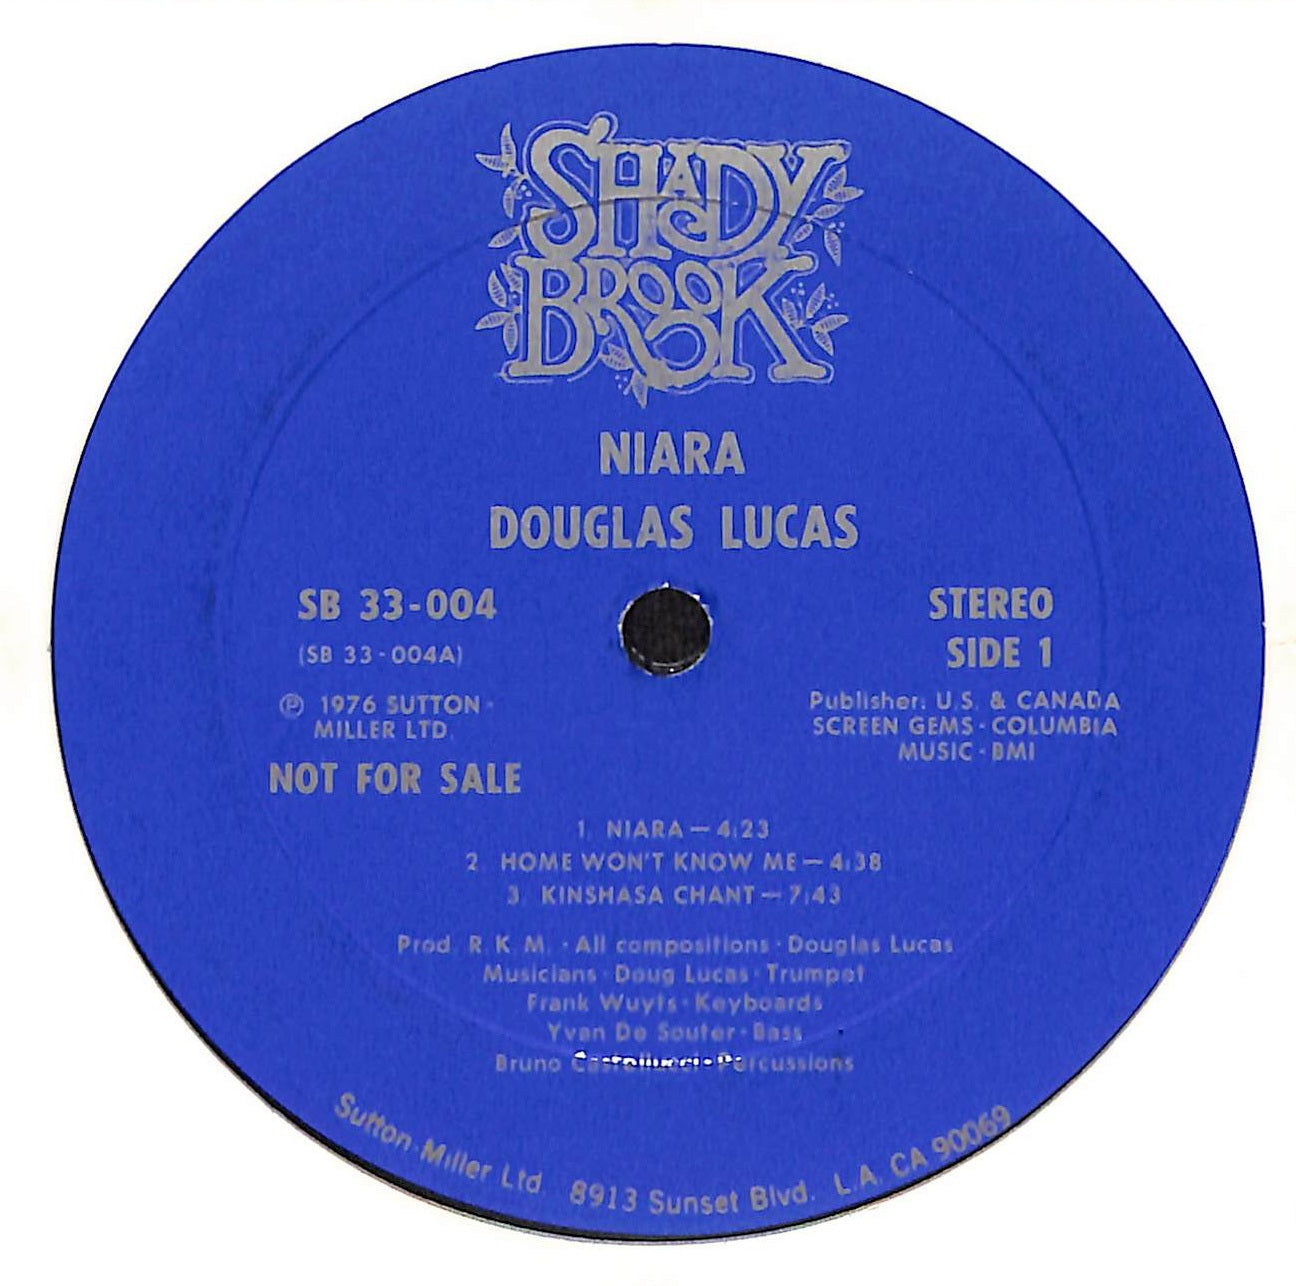 SHADY
BROOK
NIARA
DOUGLAS LUCAS
SB 33-004
(SB 33-004A)
℗ 1976 SUTTON-
MILLER LTD.
NOT FOR SALE
STEREO
SIDE 1
Publisher: U.S. & CANADA
SCREEN GEMS-COLUMBIA
MUSIC-BMI
1. NIARA — 4:23
2. HOME WON'T KNOW ME — 4:38
3. KINSHASA CHANT — 7:43
Prod. R.K.M. · All compositions · Douglas Lucas
Musicians · Doug Lucas · Trumpet
Frank Wuyts · Keyboards
Yvan De Souter · Bass
Bruno Castellucci · Percussions
Sutton-Miller Ltd 8913 Sunset Blvd. L.A. CA 90069